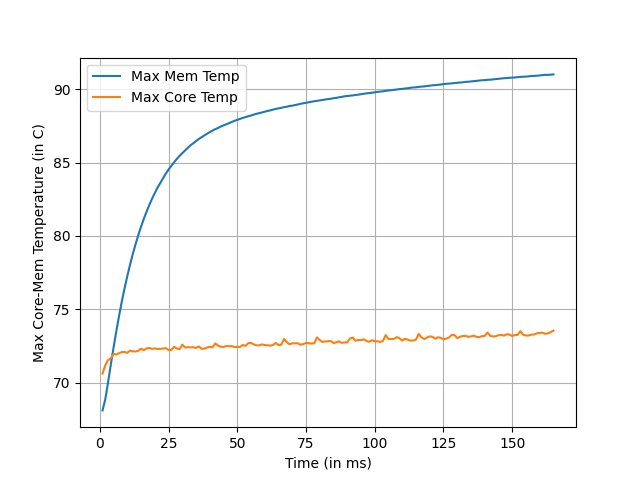 Max Mem Temp
Max Core Temp
Max Core-Mem Temperature (in C)
90
85
80
75
70
0 25 50 75 100 125 150
Time (in ms)